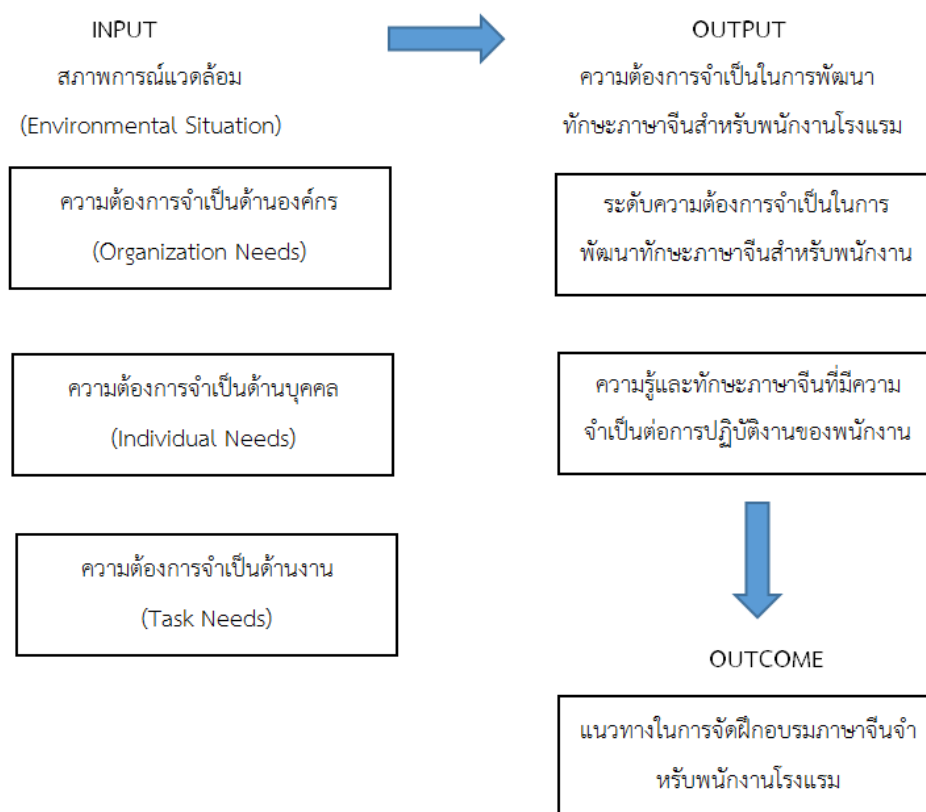 INPUT
สภาพการณ์แวดล้อม
(Environmental Situation)
ความต้องการจำเป็นด้านองค์กร
(Organization Needs)
ความต้องการจำเป็นด้านบุคคล
(Individual Needs)
ความต้องการจำเป็นด้านงาน
(Task Needs)
OUTPUT
ความต้องการจำเป็นในการพัฒนา
ทักษะภาษาจีนสำหรับพนักงานโรงแรม
ระดับความต้องการจำเป็นในการ
พัฒนาทักษะภาษาจีนสำหรับพนักงาน
ความรู้และทักษะภาษาจีนที่มีความ
จำเป็นต่อการปฏิบัติงานของพนักงาน
OUTCOME
แนวทางในการจัดฝึกอบรมภาษาจีนจำ
หรับพนักงานโรงแรม